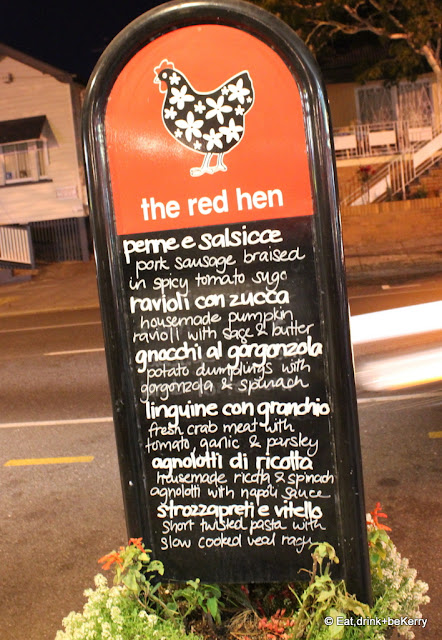 the red hen
penne e salsicce
pork sausage braised
in spicy tomato sugo
ravioli con zucca
housemade pumpkin
ravioli with sage & butter
gnocchi al gorgonzola
potato dumplings with
gorgonzola & spinach
linguine con granchio
fresh crab meat with
tomato, garlic & parsley
agnolotti di ricotta
housemade ricotta & spinach
agnolotti with napoli sauce
strozzapreti e vitello
short twisted pasta with
slow cooked veal ragu
© Eat,drink+beKerry